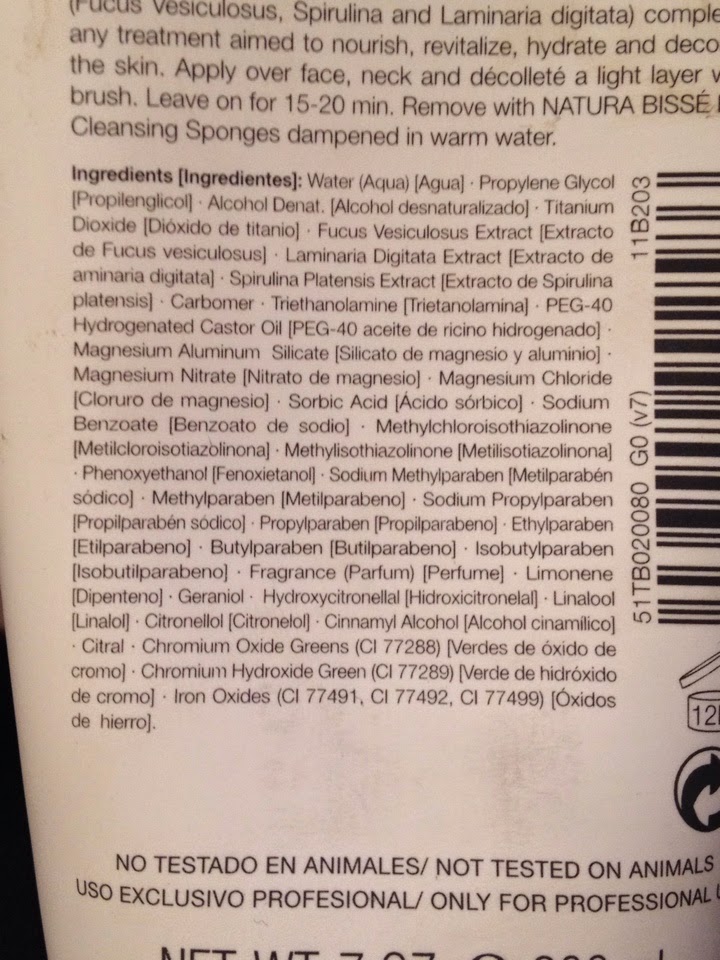 (Fucus Vesiculosus, Spirulina and Laminaria digitata)
any treatment aimed to nourish, revitalize, hydrate and
the skin. Apply over face, neck and décolleté a light layer
brush. Leave on for 15-20 min. Remove with NATURA BISSÉ
Cleansing Sponges dampened in warm water.
Ingredients [Ingredientes]: Water (Aqua) [Agua] · Propylene Glycol
[Propilenglicol] · Alcohol Denat. [Alcohol desnaturalizado] · Titanium
Dioxide [Dióxido de titanio] · Fucus Vesiculosus Extract [Extracto
de Fucus vesiculosus] · Laminaria Digitata Extract [Extracto de
aminaria digitata] · Spirulina Platensis Extract [Extracto de Spirulina
platensis] · Carbomer · Triethanolamine [Trietanolamina] · PEG-40
Hydrogenated Castor Oil [PEG-40 aceite de ricino hidrogenado] ·
Magnesium Aluminum Silicate [Silicato de magnesio y aluminio] ·
Magnesium Nitrate [Nitrato de magnesio] · Magnesium Chloride
[Cloruro de magnesio] · Sorbic Acid [Ácido sórbico] · Sodium
Benzoate [Benzoato de sodio] · Methylchloroisothiazolinone
[Metilcloroisotiazolinona] · Methylisothiazolinone [Metilisotiazolinona]
· Phenoxyethanol [Fenoxietanol] · Sodium Methylparaben [Metilparabén
sódico] · Methylparaben [Metilparabeno] · Sodium Propylparaben
[Propilparabén sódico] · Propylparaben [Propilparabeno] · Ethylparaben
[Etilparabeno] · Butylparaben [Butilparabeno] · Isobutylparaben
[Isobutilparabeno] · Fragrance (Parfum) [Perfume] · Limonene
[Dipenteno] · Geraniol · Hydroxycitronellal [Hidroxicitronelal] · Linalool
[Linalol] · Citronellol [Citronelol] · Cinnamyl Alcohol [Alcohol cinamílico]
· Citral · Chromium Oxide Greens (CI 77288) [Verdes de óxido de
cromo] · Chromium Hydroxide Green (CI 77289) [Verde de hidróxido
de cromo] · Iron Oxides (CI 77491, CI 77492, CI 77499) [Óxidos
de hierro].
11B203
51TB020080 G0 (v7)
12
NO TESTADO EN ANIMALES/ NOT TESTED ON ANIMALS
USO EXCLUSIVO PROFESIONAL/ ONLY FOR PROFESSIONAL
NET WT